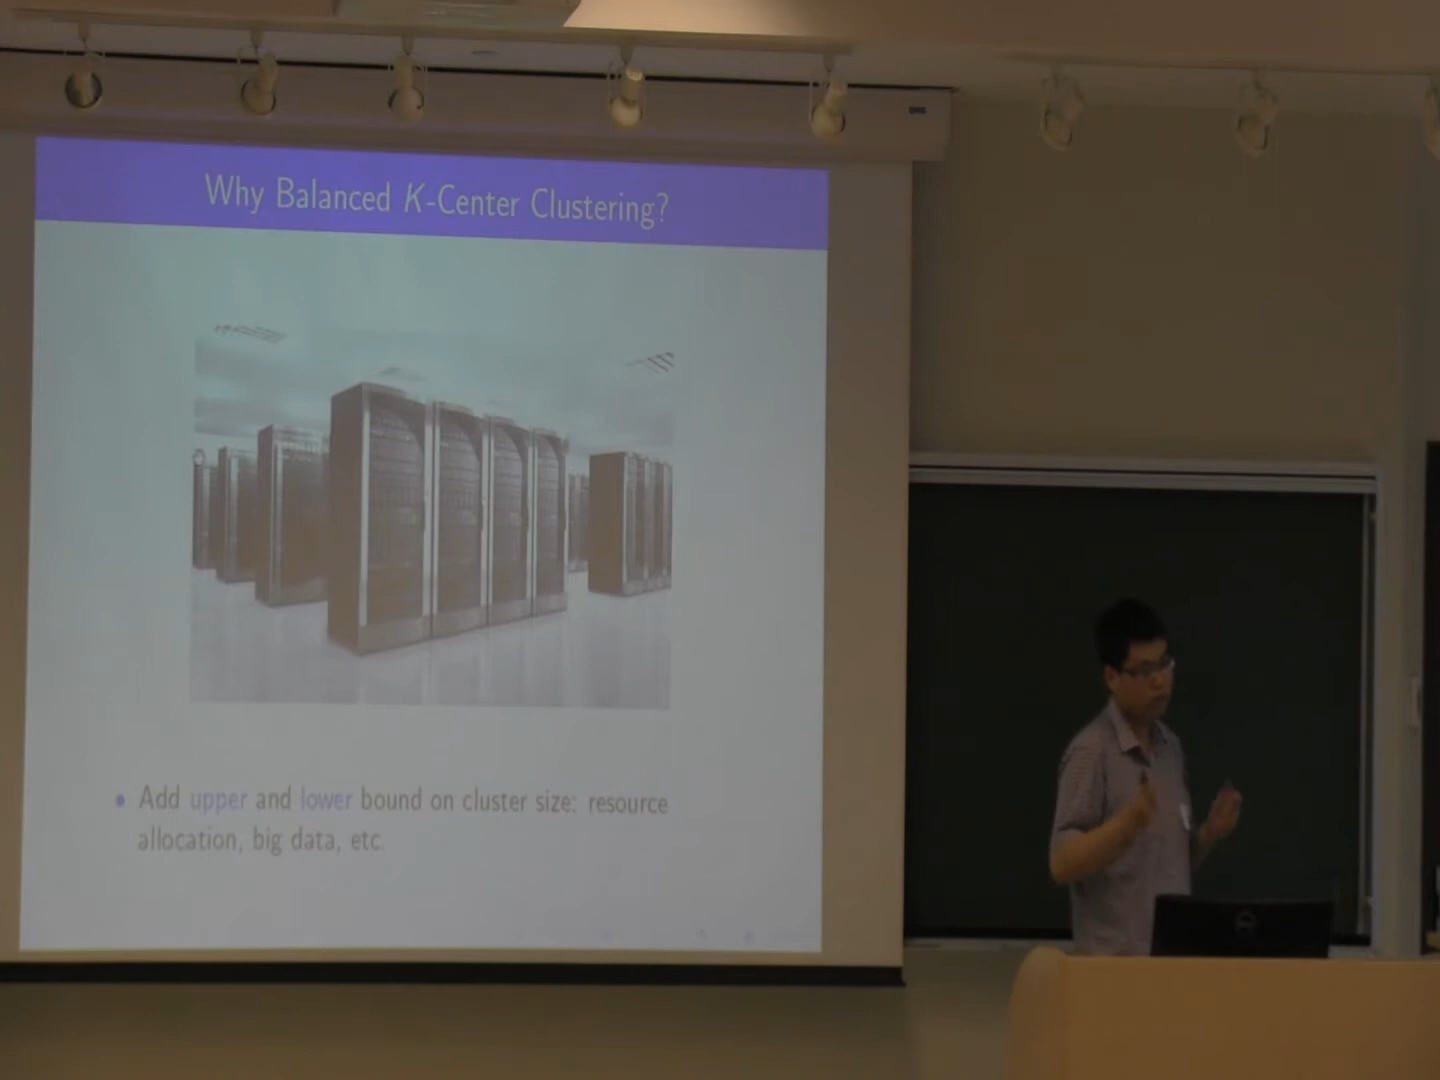 Why Balanced K-Center Clustering?
• Add upper and lower bound on cluster size: resource
allocation, big data, etc.